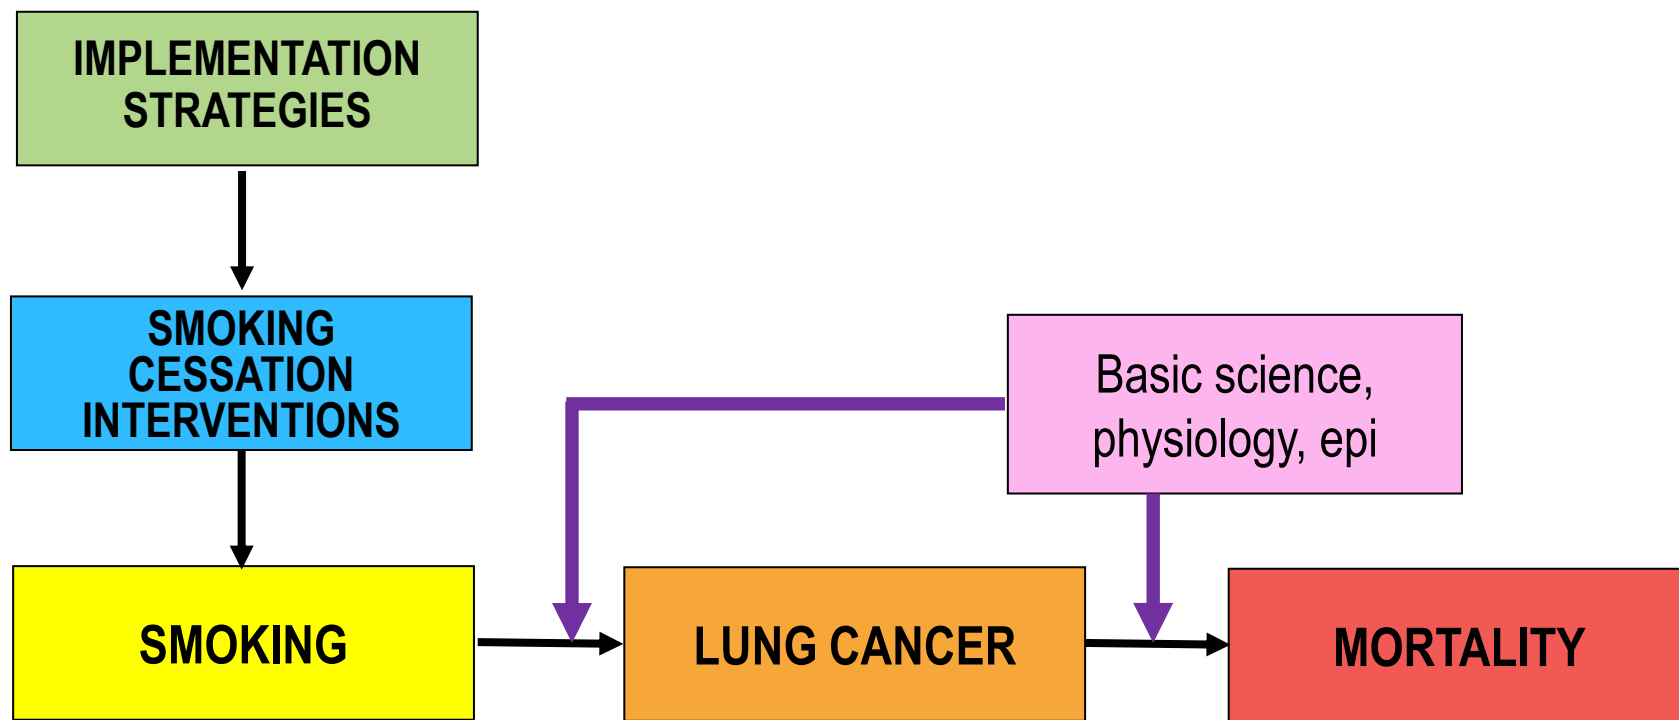 IMPLEMENTATION
STRATEGIES
SMOKING
CESSATION
INTERVENTIONS
Basic science,
physiology, epi
SMOKING
LUNG CANCER
MORTALITY